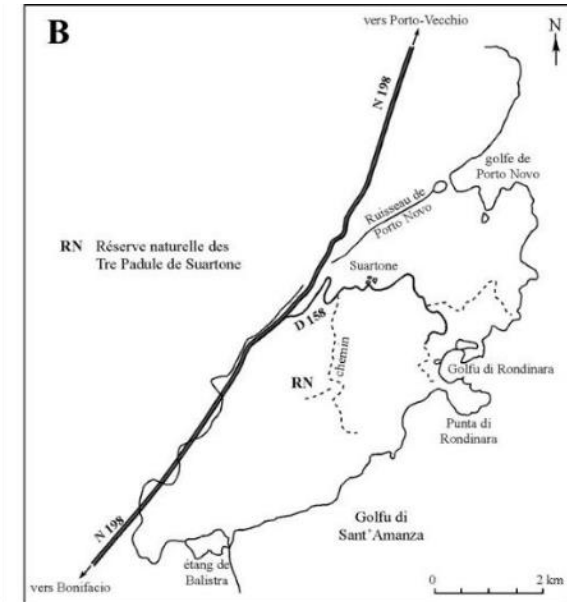 B
vers Porto-Vecchio
N
N 198
golfe de
Porto Novo
Ruisseau de
Porto Novo
RN Réserve naturelle des
Tre Padule de Suartone
Suartone
D 158
chemin
RN
Golfu di Rondinara
Punta di
Rondinara
N 198
Golfu di
Sant'Amanza
étang de
Balistra
vers Bonifacio
0 2 km